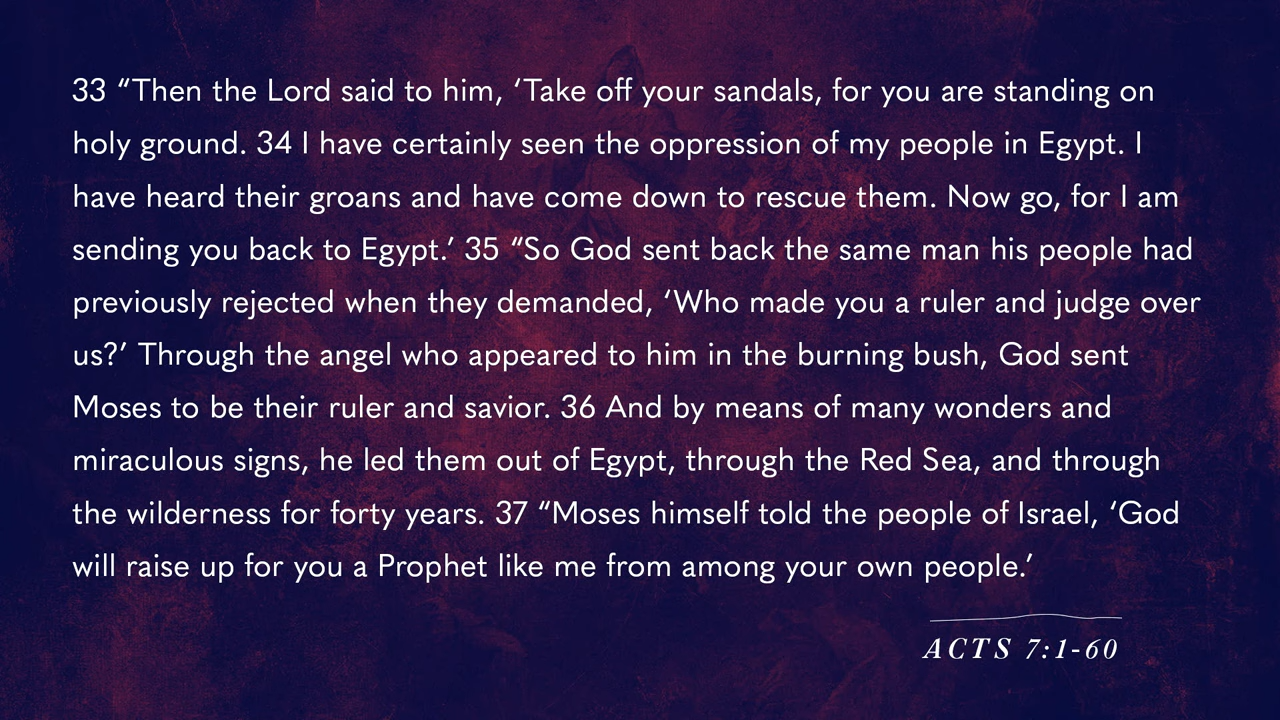 33 “Then the Lord said to him, ‘Take off your sandals, for you are standing on
holy ground. 34 I have certainly seen the oppression of my people in Egypt. I
have heard their groans and have come down to rescue them. Now go, for I am
sending you back to Egypt.’ 35 “So God sent back the same man his people had
previously rejected when they demanded, ‘Who made you a ruler and judge over
us?’ Through the angel who appeared to him in the burning bush, God sent
Moses to be their ruler and savior. 36 And by means of many wonders and
miraculous signs, he led them out of Egypt, through the Red Sea, and through
the wilderness for forty years. 37 “Moses himself told the people of Israel, ‘God
will raise up for you a Prophet like me from among your own people.’
ACTS 7:1-60